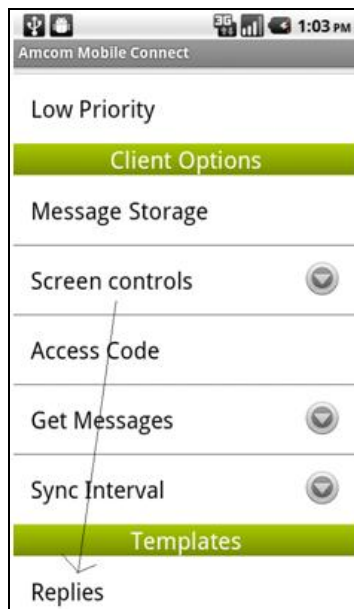 3G
1:03 PM
Amcom Mobile Connect
Low Priority
Client Options
Message Storage
Screen controls
Access Code
Get Messages
Sync Interval
Templates
Replies